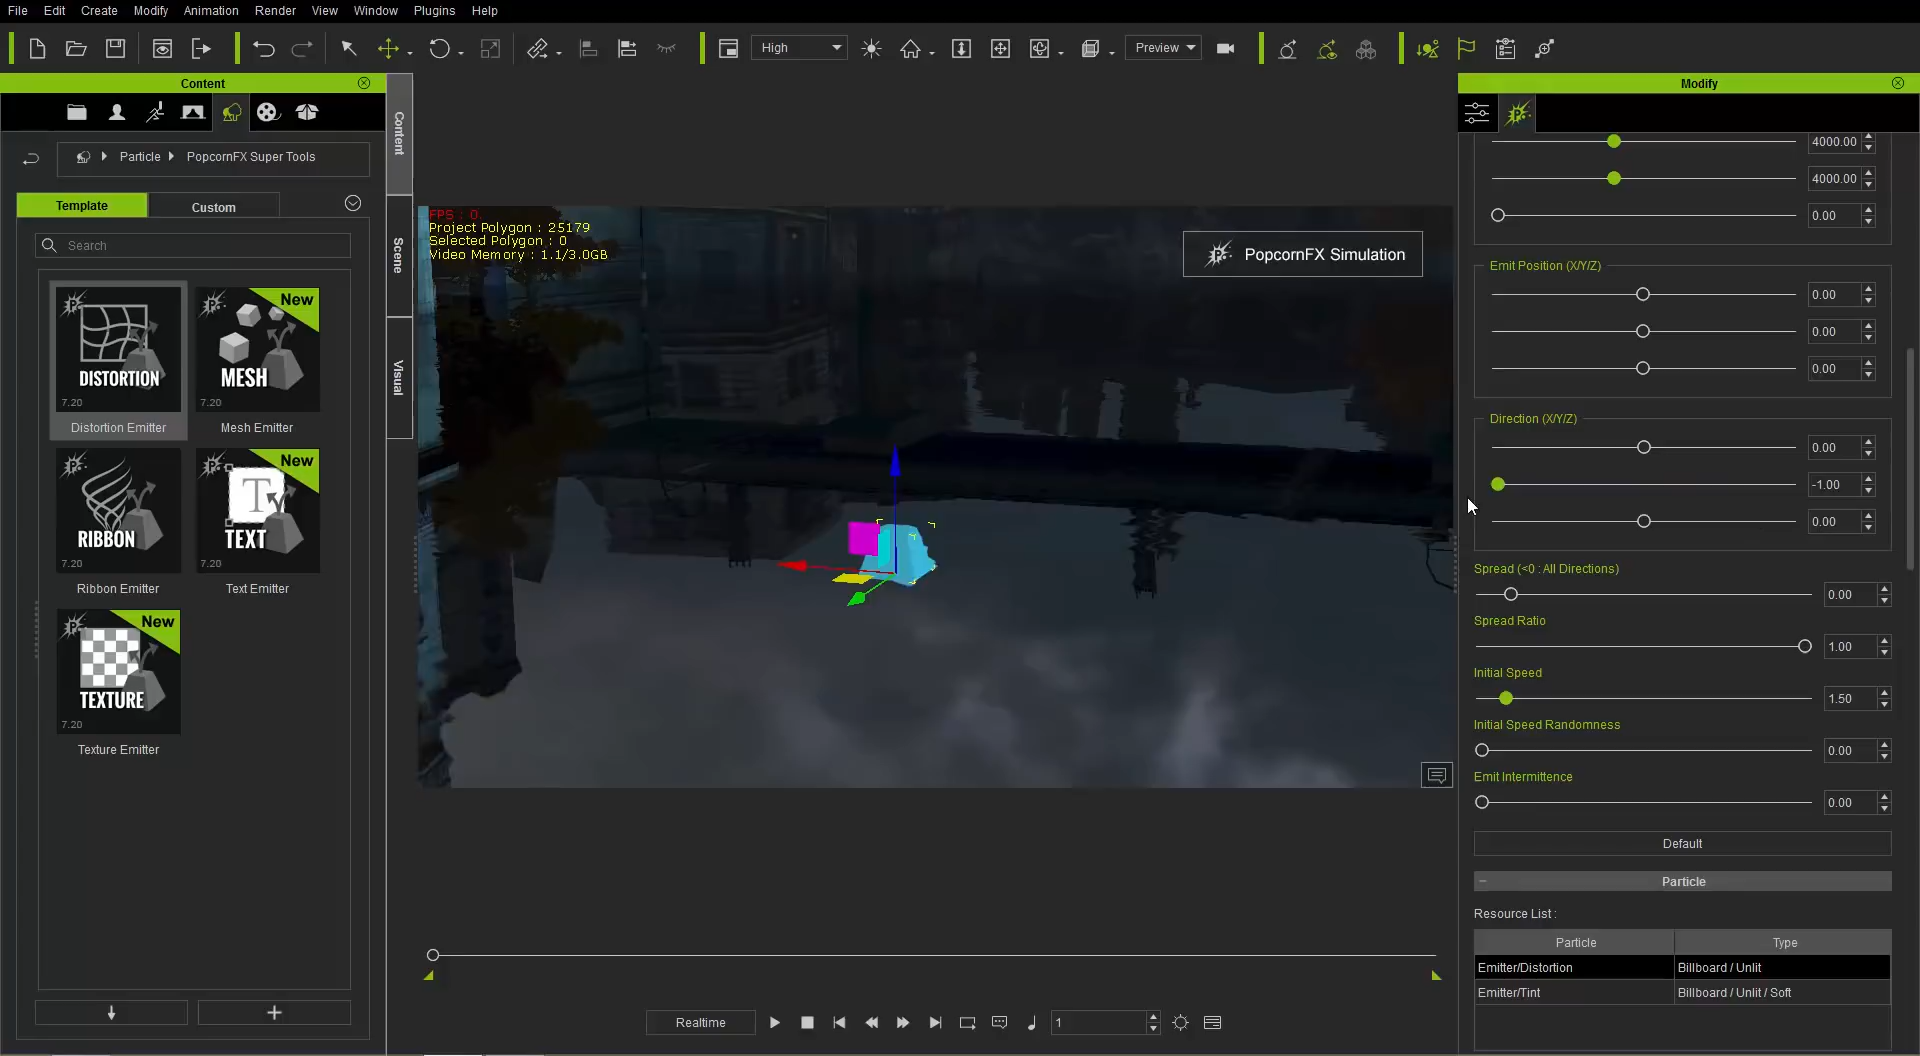 File Edit Create Modify Animation Render View Window Plugins Help
High
Preview
Content
Modify
Particle
PopcornFX Super Tools
Template
Custom
Search
DISTORTION
7.20
Distortion Emitter
New
MESH
7.20
Mesh Emitter
RIBBON
7.20
Ribbon Emitter
New
TEXT
7.20
Text Emitter
New
TEXTURE
7.20
Texture Emitter
Content
Scene
Visual
FPS : 0.
Project Polygon : 25179
Selected Polygon : 0
Video Memory : 1.1/3.0GB
PopcornFX Simulation
Realtime
1
4000.00
4000.00
0.00
Emit Position (X/Y/Z)
0.00
0.00
0.00
Direction (X/Y/Z)
0.00
-1.00
0.00
Spread (<0 : All Directions)
0.00
Spread Ratio
1.00
Initial Speed
1.50
Initial Speed Randomness
0.00
Emit Intermittence
0.00
Default
Particle
Resource List :
Particle Type
Emitter/Distortion Billboard / Unlit
Emitter/Tint Billboard / Unlit / Soft